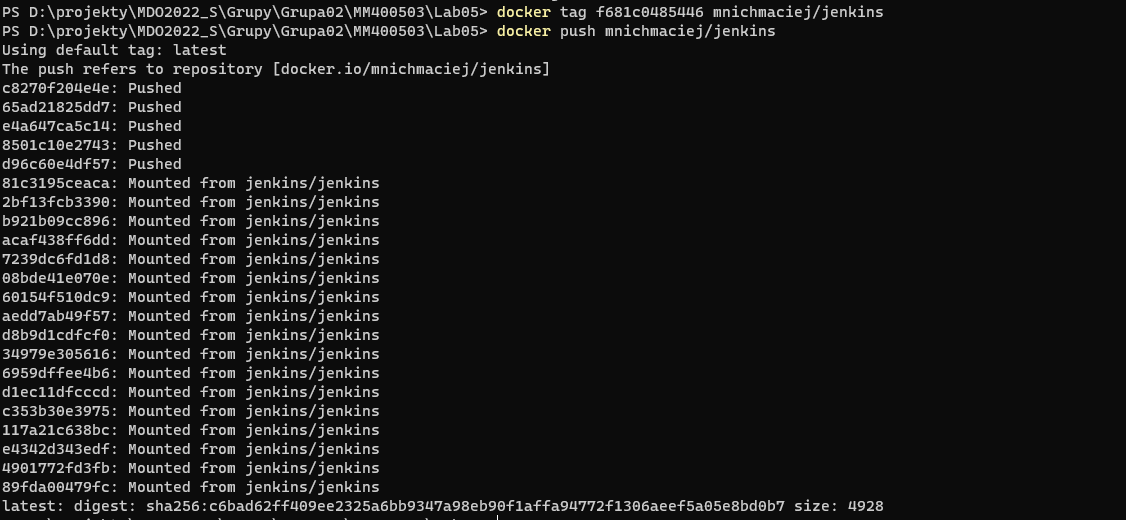 PS D:\projekty\MDO2022_S\Grupy\Grupa02\MM400503\Lab05> docker tag f681c0485446 mnichmaciej/jenkins
PS D:\projekty\MDO2022_S\Grupy\Grupa02\MM400503\Lab05> docker push mnichmaciej/jenkins
Using default tag: latest
The push refers to repository [docker.io/mnichmaciej/jenkins]
c8270f204e4e: Pushed
65ad21825dd7: Pushed
e4a647ca5c14: Pushed
8501c10e2743: Pushed
d96c60e4df57: Pushed
81c3195ceaca: Mounted from jenkins/jenkins
2bf13fcb3390: Mounted from jenkins/jenkins
b921b09cc896: Mounted from jenkins/jenkins
acaf438ff6dd: Mounted from jenkins/jenkins
7239dc6fd1d8: Mounted from jenkins/jenkins
08bde41e070e: Mounted from jenkins/jenkins
60154f510dc9: Mounted from jenkins/jenkins
aedd7ab49f57: Mounted from jenkins/jenkins
d8b9d1cdfcf0: Mounted from jenkins/jenkins
34979e305616: Mounted from jenkins/jenkins
6959dffee4b6: Mounted from jenkins/jenkins
d1ec11dfcccd: Mounted from jenkins/jenkins
c353b30e3975: Mounted from jenkins/jenkins
117a21c638bc: Mounted from jenkins/jenkins
e4342d343edf: Mounted from jenkins/jenkins
4901772fd3fb: Mounted from jenkins/jenkins
89fda00479fc: Mounted from jenkins/jenkins
latest: digest: sha256:c6bad62ff409ee2325a6bb9347a98eb90f1affa94772f1306aeef5a05e8bd0b7 size: 4928